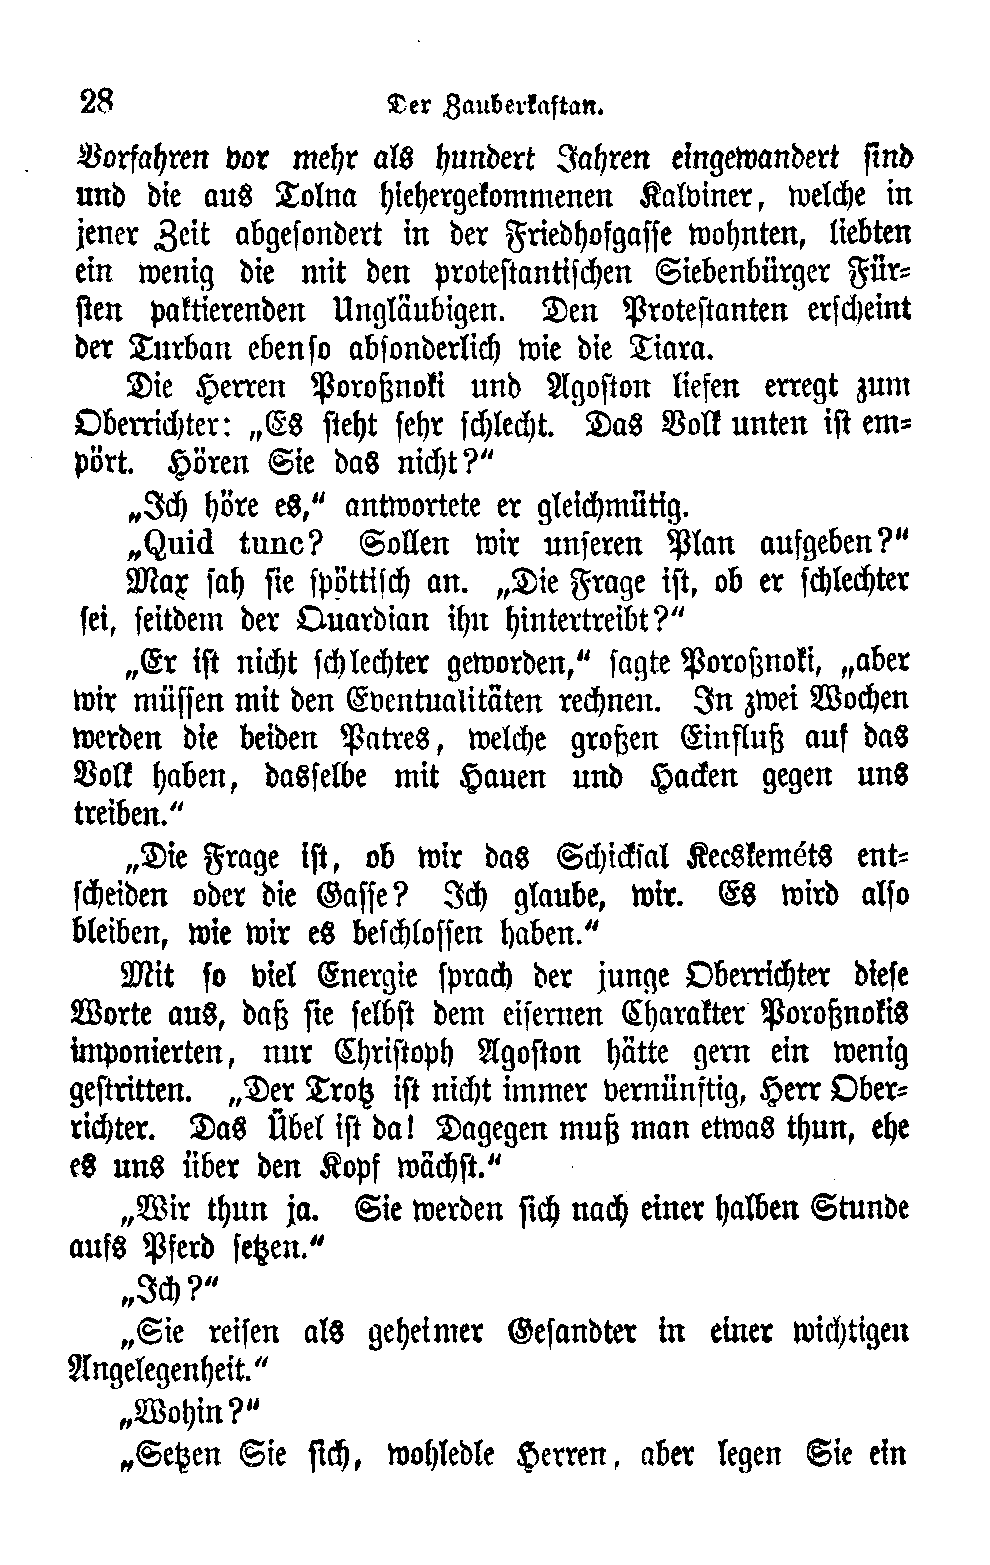 28 Der Zauberkaftan.
Vorfahren vor mehr als hundert Jahren eingewandert sind
und die aus Tolna hiehergekommenen Kalviner, welche in
jener Zeit abgesondert in der Friedhofgasse wohnten, liebten
ein wenig die mit den protestantischen Siebenbürger Für-
sten paktierenden Ungläubigen. Den Protestanten erscheint
der Turban ebenso absonderlich wie die Tiara.
Die Herren Poroßnoki und Agoston liefen erregt zum
Oberrichter: „Es steht sehr schlecht. Das Volk unten ist em-
pört. Hören Sie das nicht?“
„Ich höre es,“ antwortete er gleichmütig.
„Quid tunc? Sollen wir unseren Plan aufgeben?“
Max sah sie spöttisch an. „Die Frage ist, ob er schlechter
sei, seitdem der Quardian ihn hintertreibt?“
„Er ist nicht schlechter geworden,“ sagte Poroßnoki, „aber
wir müssen mit den Eventualitäten rechnen. In zwei Wochen
werden die beiden Patres, welche großen Einfluß auf das
Volk haben, dasselbe mit Hauen und Hacken gegen uns
treiben.“
„Die Frage ist, ob wir das Schicksal Kecskeméts ent-
scheiden oder die Gasse? Ich glaube, wir. Es wird also
bleiben, wie wir es beschlossen haben.“
Mit so viel Energie sprach der junge Oberrichter diese
Worte aus, daß sie selbst dem eisernen Charakter Poroßnokis
imponierten, nur Christoph Agoston hätte gern ein wenig
gestritten. „Der Trotz ist nicht immer vernünftig, Herr Ober-
richter. Das Übel ist da! Dagegen muß man etwas thun, ehe
es uns über den Kopf wächst.“
„Wir thun ja. Sie werden sich nach einer halben Stunde
aufs Pferd setzen.“
„Ich?“
„Sie reisen als geheimer Gesandter in einer wichtigen
Angelegenheit.“
„Wohin?“
„Setzen Sie sich, wohledle Herren, aber legen Sie ein